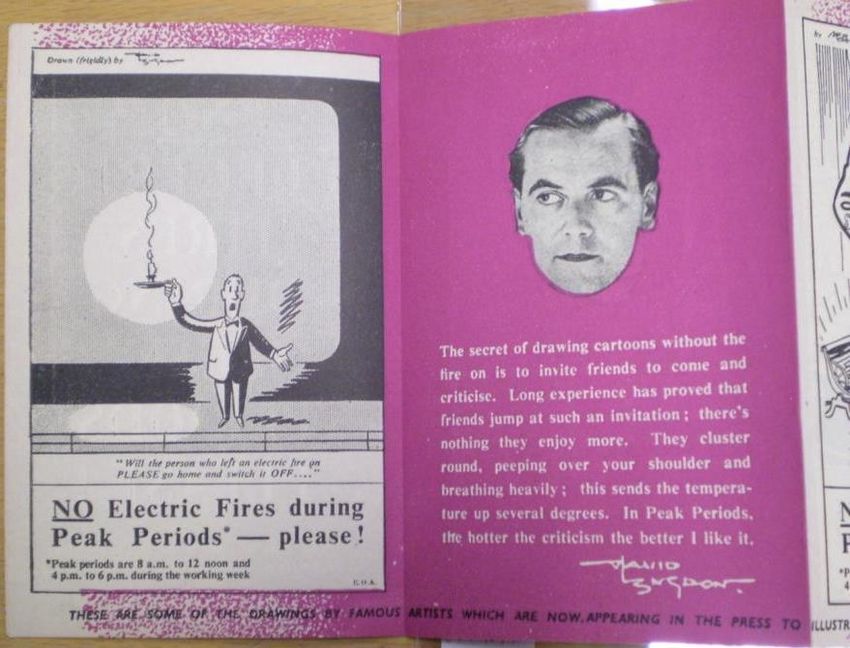 Drawn (frigidly) by David Langdon
"Will the person who left an electric fire on
PLEASE go home and switch it OFF...."
NO Electric Fires during
Peak Periods* — please!
*Peak periods are 8 a.m. to 12 noon and
4 p.m. to 6 p.m. during the working week
E.D.A.
The secret of drawing cartoons without the
fire on is to invite friends to come and
criticise. Long experience has proved that
friends jump at such an invitation; there's
nothing they enjoy more. They cluster
round, peeping over your shoulder and
breathing heavily; this sends the tempera-
ture up several degrees. In Peak Periods,
the hotter the criticism the better I like it.
David
Langdon.
by
THESE ARE SOME OF THE DRAWINGS BY FAMOUS ARTISTS WHICH ARE NOW APPEARING IN THE PRESS TO ILLUSTR